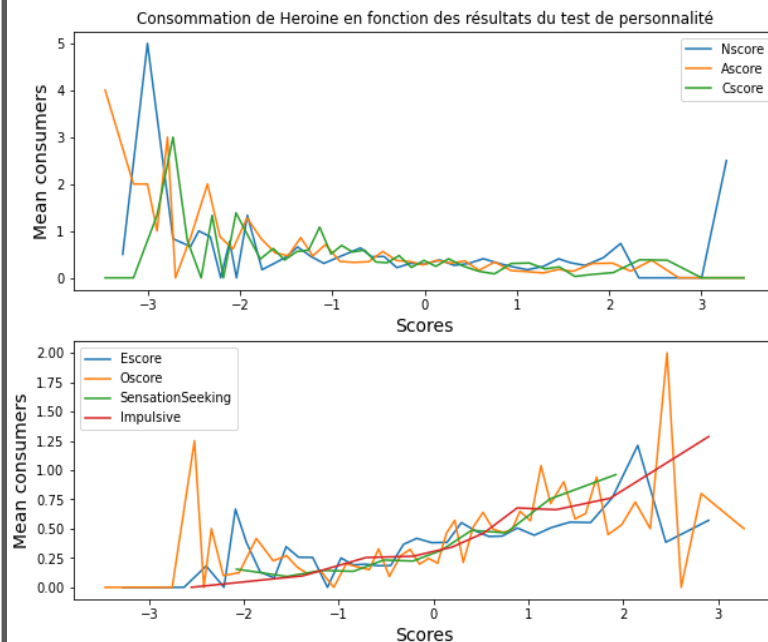 Consommation de Heroine en fonction des résultats du test de personnalité
5
4
3
2
1
0
Mean consumers
Nscore
Ascore
Cscore
−3 −2 −1 0 1 2 3
Scores
2.00
1.75
1.50
1.25
1.00
0.75
0.50
0.25
0.00
Mean consumers
Escore
Oscore
SensationSeeking
Impulsive
−3 −2 −1 0 1 2 3
Scores